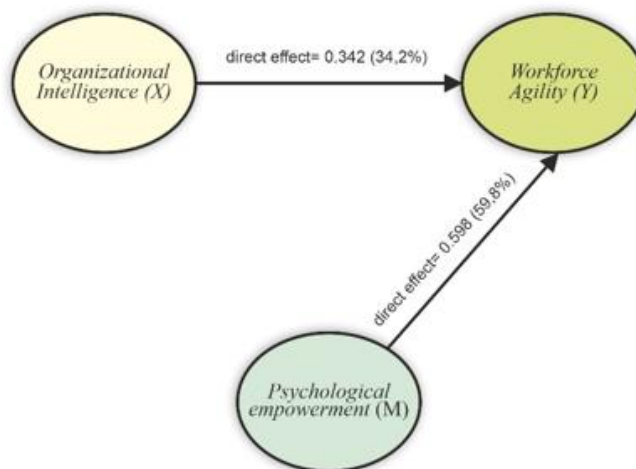 direct effect= 0.342 (34,2%)
Organizational
Intelligence (X)
Workforce
Agility (Y)
direct effect= 0.598 (59,8%)
Psychological
empowerment (M)